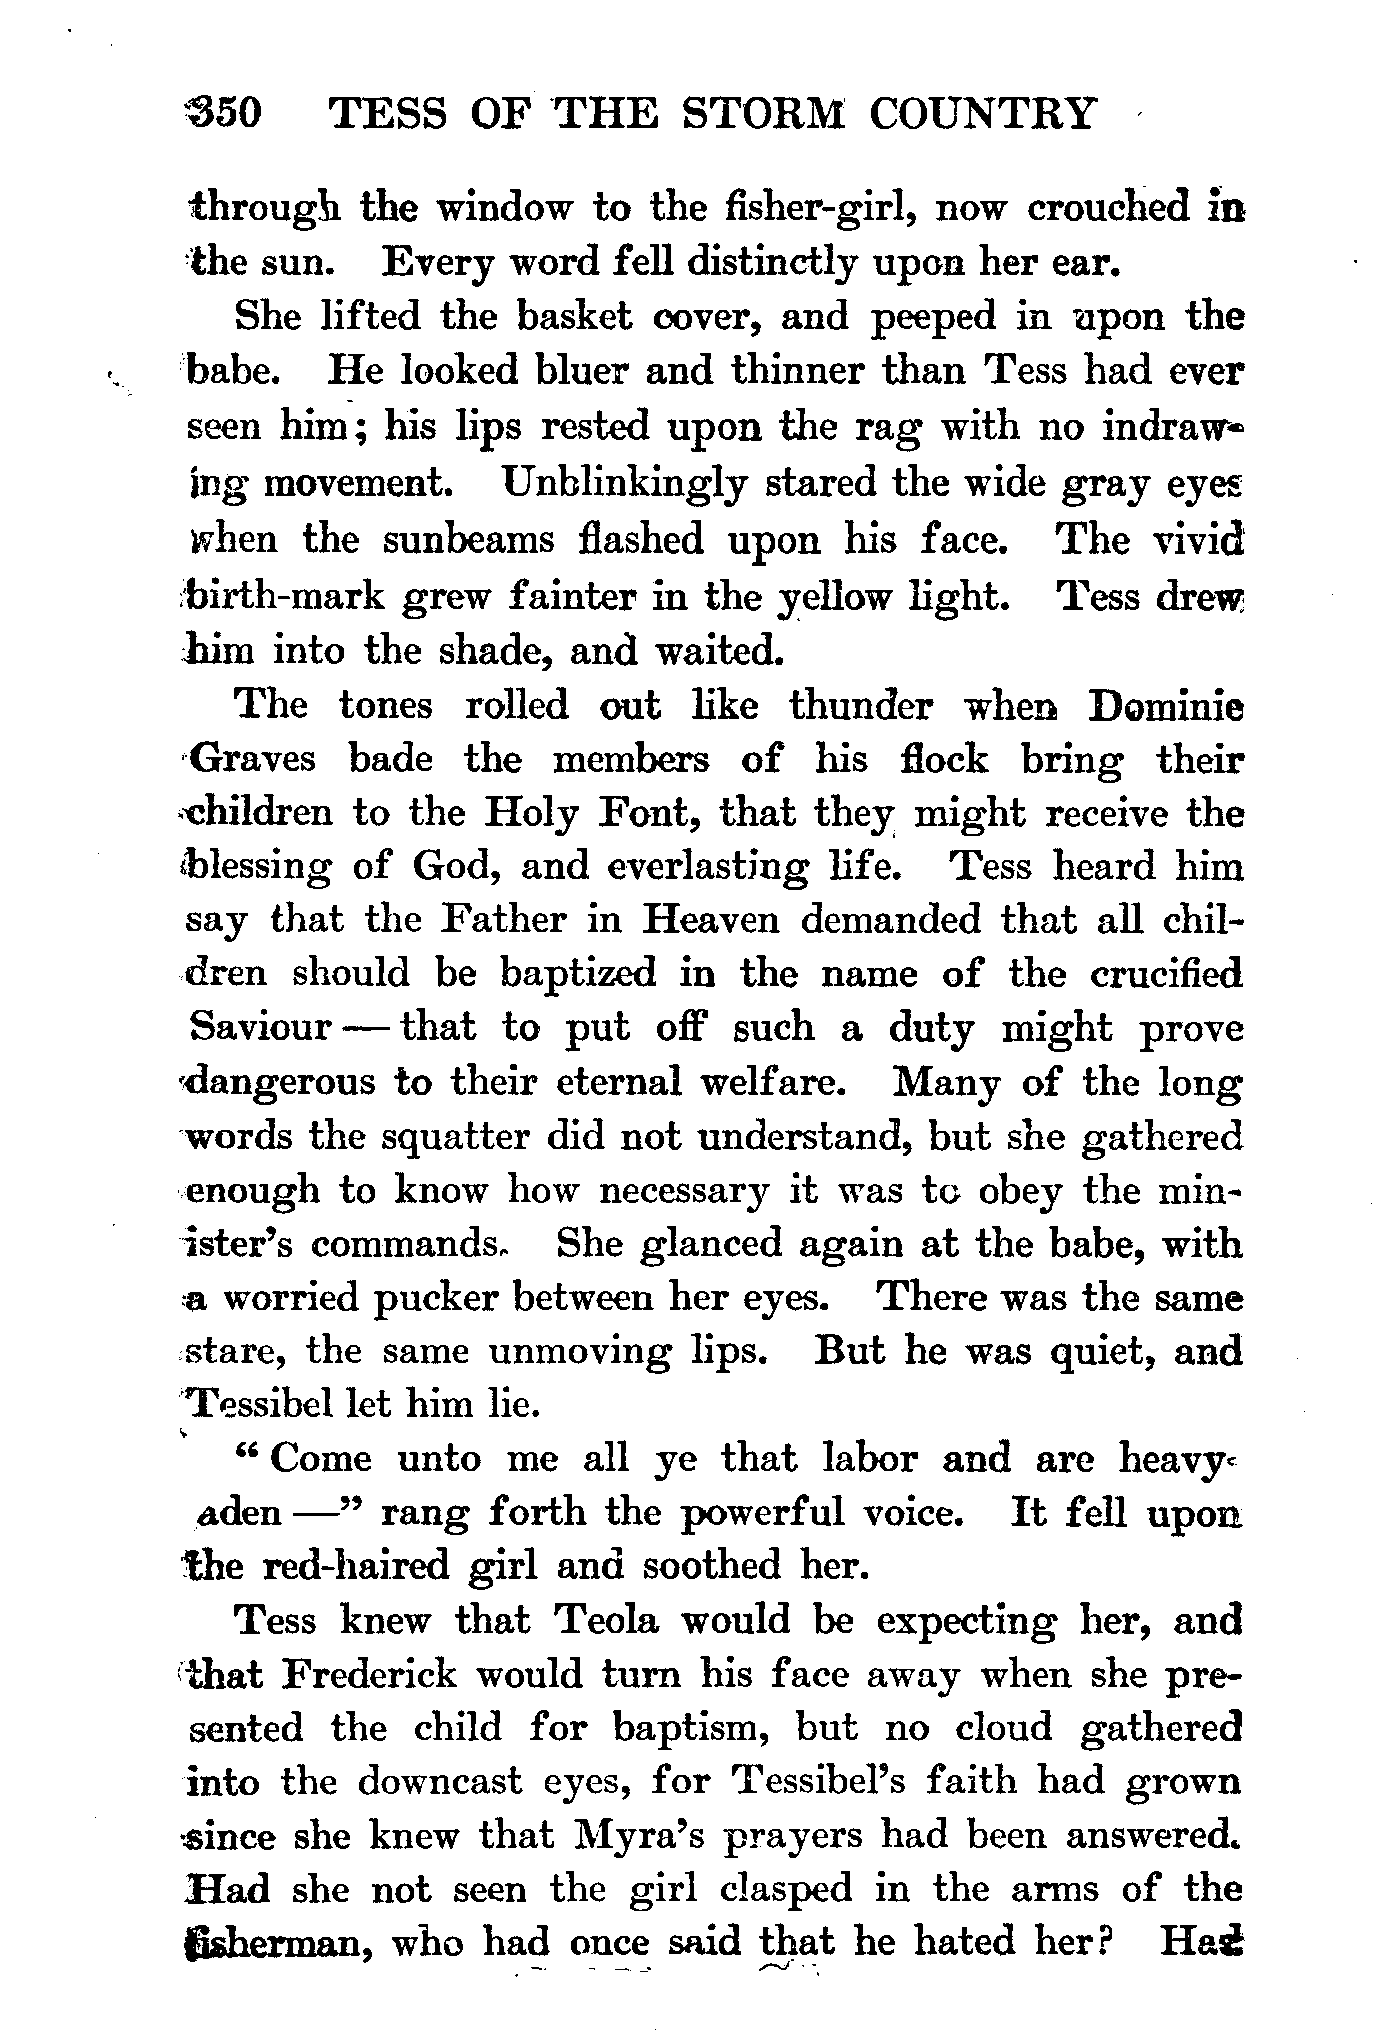 350 TESS OF THE STORM COUNTRY
through the window to the fisher-girl, now crouched in
the sun. Every word fell distinctly upon her ear.
She lifted the basket cover, and peeped in upon the
babe. He looked bluer and thinner than Tess had ever
seen him; his lips rested upon the rag with no indraw-
ing movement. Unblinkingly stared the wide gray eyes
when the sunbeams flashed upon his face. The vivid
birth-mark grew fainter in the yellow light. Tess drew
him into the shade, and waited.
The tones rolled out like thunder when Dominie
Graves bade the members of his flock bring their
children to the Holy Font, that they might receive the
blessing of God, and everlasting life. Tess heard him
say that the Father in Heaven demanded that all chil-
dren should be baptized in the name of the crucified
Saviour — that to put off such a duty might prove
dangerous to their eternal welfare. Many of the long
words the squatter did not understand, but she gathered
enough to know how necessary it was to obey the min-
ister's commands. She glanced again at the babe, with
a worried pucker between her eyes. There was the same
stare, the same unmoving lips. But he was quiet, and
Tessibel let him lie.
" Come unto me all ye that labor and are heavy-
aden —" rang forth the powerful voice. It fell upon
the red-haired girl and soothed her.
Tess knew that Teola would be expecting her, and
that Frederick would turn his face away when she pre-
sented the child for baptism, but no cloud gathered
into the downcast eyes, for Tessibel's faith had grown
since she knew that Myra's prayers had been answered.
Had she not seen the girl clasped in the arms of the
fisherman, who had once said that he hated her? Had